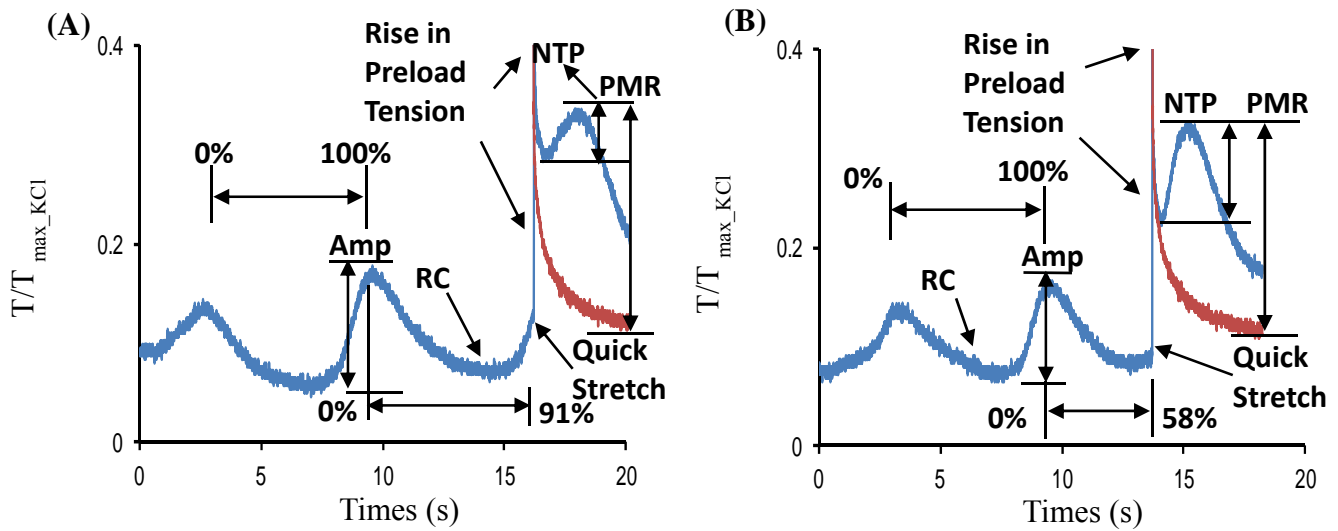 (A)
0.4
0.2
0
T/T max_KCl
0%
100%
Amp
RC
0%
91%
Rise in
Preload
Tension
NTP
PMR
Quick
Stretch
0
5
10
15
20
Times (s)
(B)
0.4
0.2
0
T/T max_KCl
0%
100%
Amp
RC
0%
58%
Rise in
Preload
Tension
NTP
PMR
Quick
Stretch
0
5
10
15
20
Times (s)